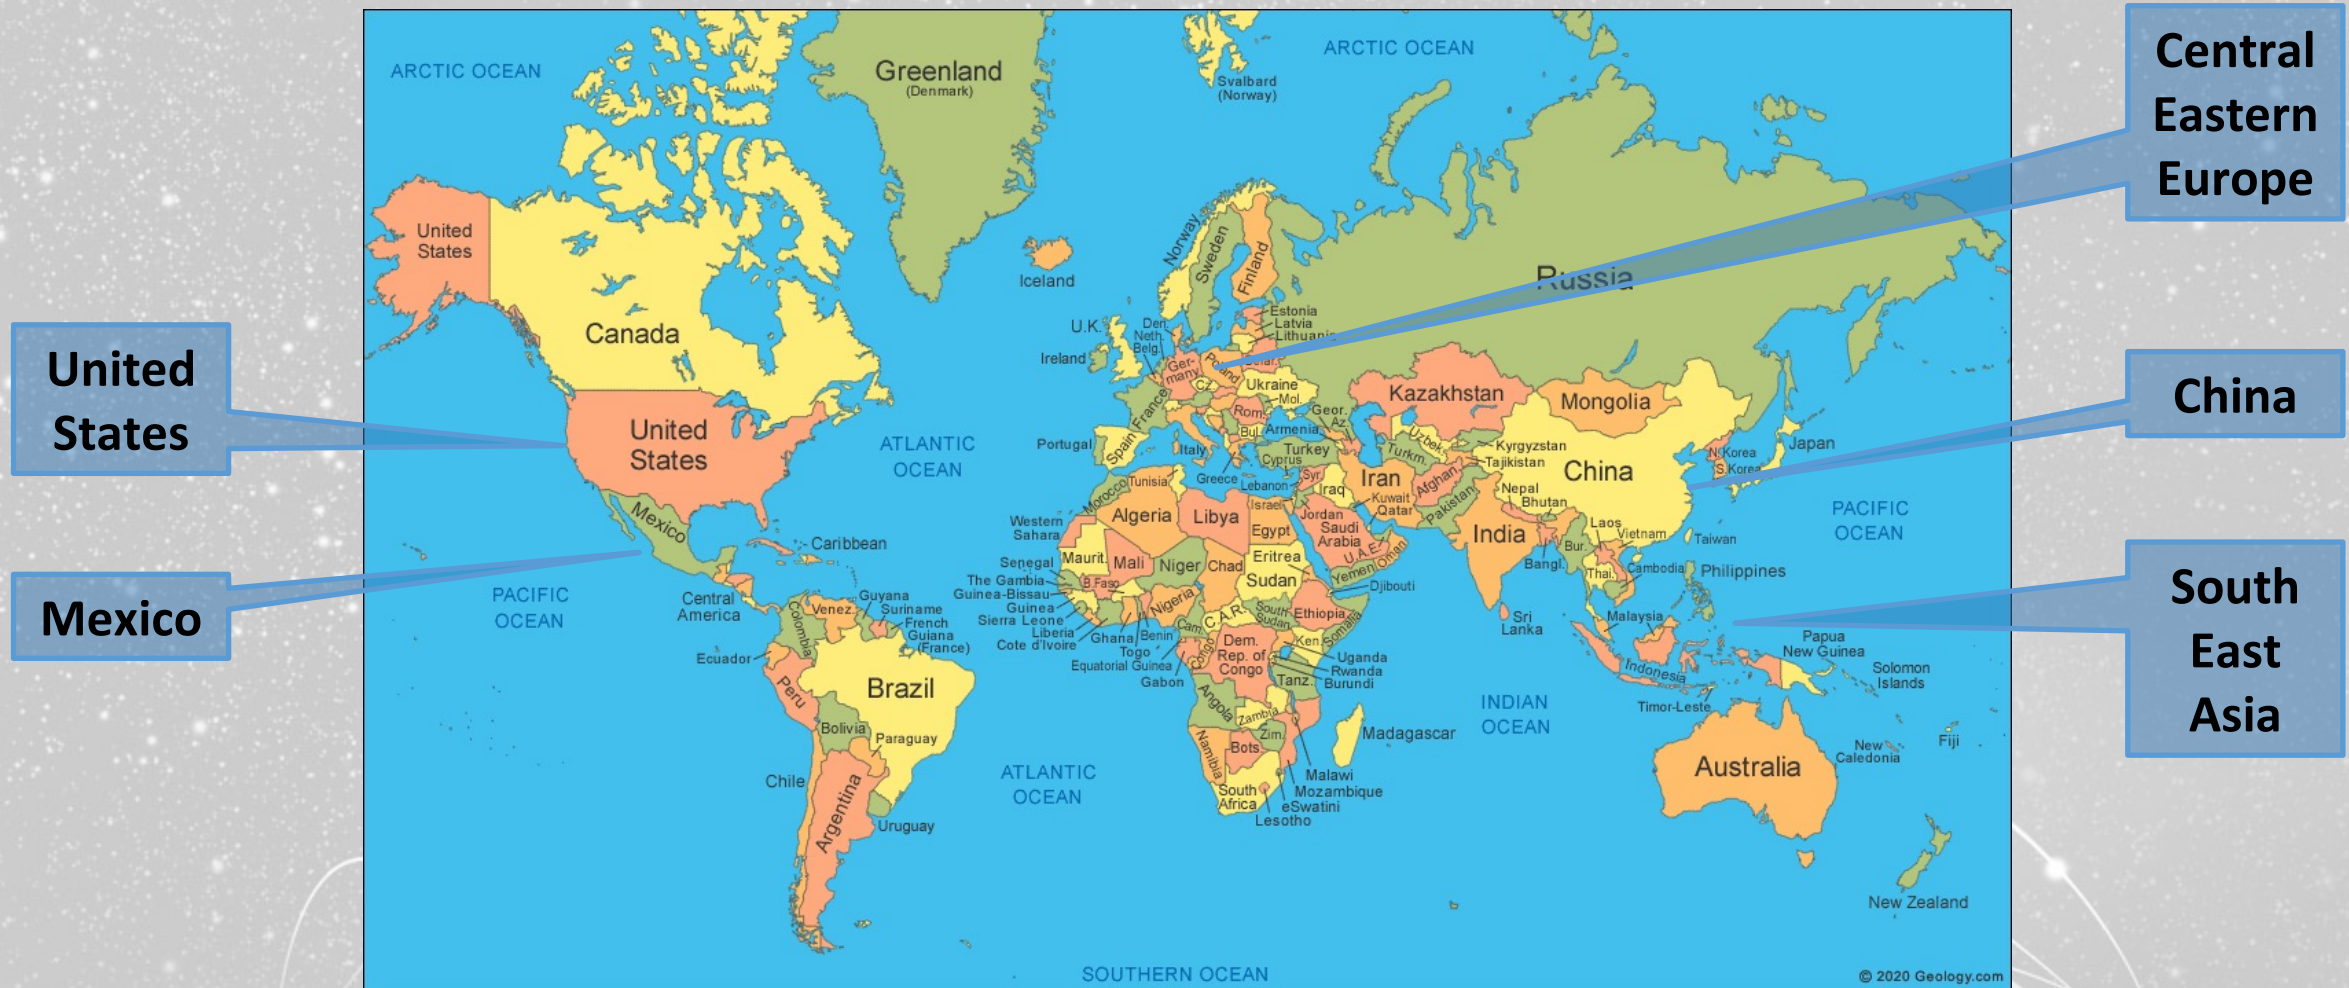 United
States
Mexico
Central
Eastern
Europe
China
South
East
Asia
ARCTIC OCEAN
Greenland
(Denmark)
Svalbard
(Norway)
ARCTIC OCEAN
United
States
Canada
Iceland
Norway
Sweden
Finland
Russia
Estonia
Latvia
Lithuania
U.K.
Ireland
Den.
Neth.
Belg.
Ger-
many
Poland
Belar.
Cz.
Ukraine
Mol.
France
Rom.
Bul.
Portugal
Spain
Italy
Greece
Geor.
Az.
Armenia
Turkey
Cyprus
Lebanon
Syr.
Israel
Iraq
Iran
Kuwait
Qatar
Jordan
Saudi
Arabia
U.A.E.
Oman
Yemen
Kazakhstan
Uzbek.
Turkm.
Kyrgyzstan
Tajikistan
Afghan.
Pakistan
Mongolia
China
N. Korea
S. Korea
Japan
Nepal
Bhutan
India
Bangl.
Bur.
Laos
Vietnam
Thai.
Cambodia
Taiwan
Philippines
Malaysia
Sri
Lanka
Indonesia
Timor-Leste
Papua
New Guinea
Solomon
Islands
Fiji
New
Caledonia
Australia
New Zealand
United
States
Mexico
ATLANTIC
OCEAN
Caribbean
PACIFIC
OCEAN
Central
America
Venez.
Guyana
Suriname
French
Guiana
(France)
Colombia
Ecuador
Peru
Brazil
Bolivia
Paraguay
Chile
Argentina
Uruguay
Morocco
Tunisia
Algeria
Libya
Egypt
Western
Sahara
Maurit.
Mali
Niger
Chad
Eritrea
Sudan
Djibouti
Senegal
The Gambia
Guinea-Bissau
Guinea
Sierra Leone
Liberia
Cote d'Ivoire
B.Faso
Ghana
Togo
Benin
Nigeria
Cam.
C.A.R.
South
Sudan
Ethiopia
Somalia
Equatorial Guinea
Gabon
Congo
Dem.
Rep. of
Congo
Ken.
Uganda
Rwanda
Burundi
Tanz.
Angola
Zambia
Malawi
Mozambique
Zim.
Namibia
Bots.
South
Africa
eSwatini
Lesotho
Madagascar
ATLANTIC
OCEAN
INDIAN
OCEAN
PACIFIC
OCEAN
SOUTHERN OCEAN
© 2020 Geology.com